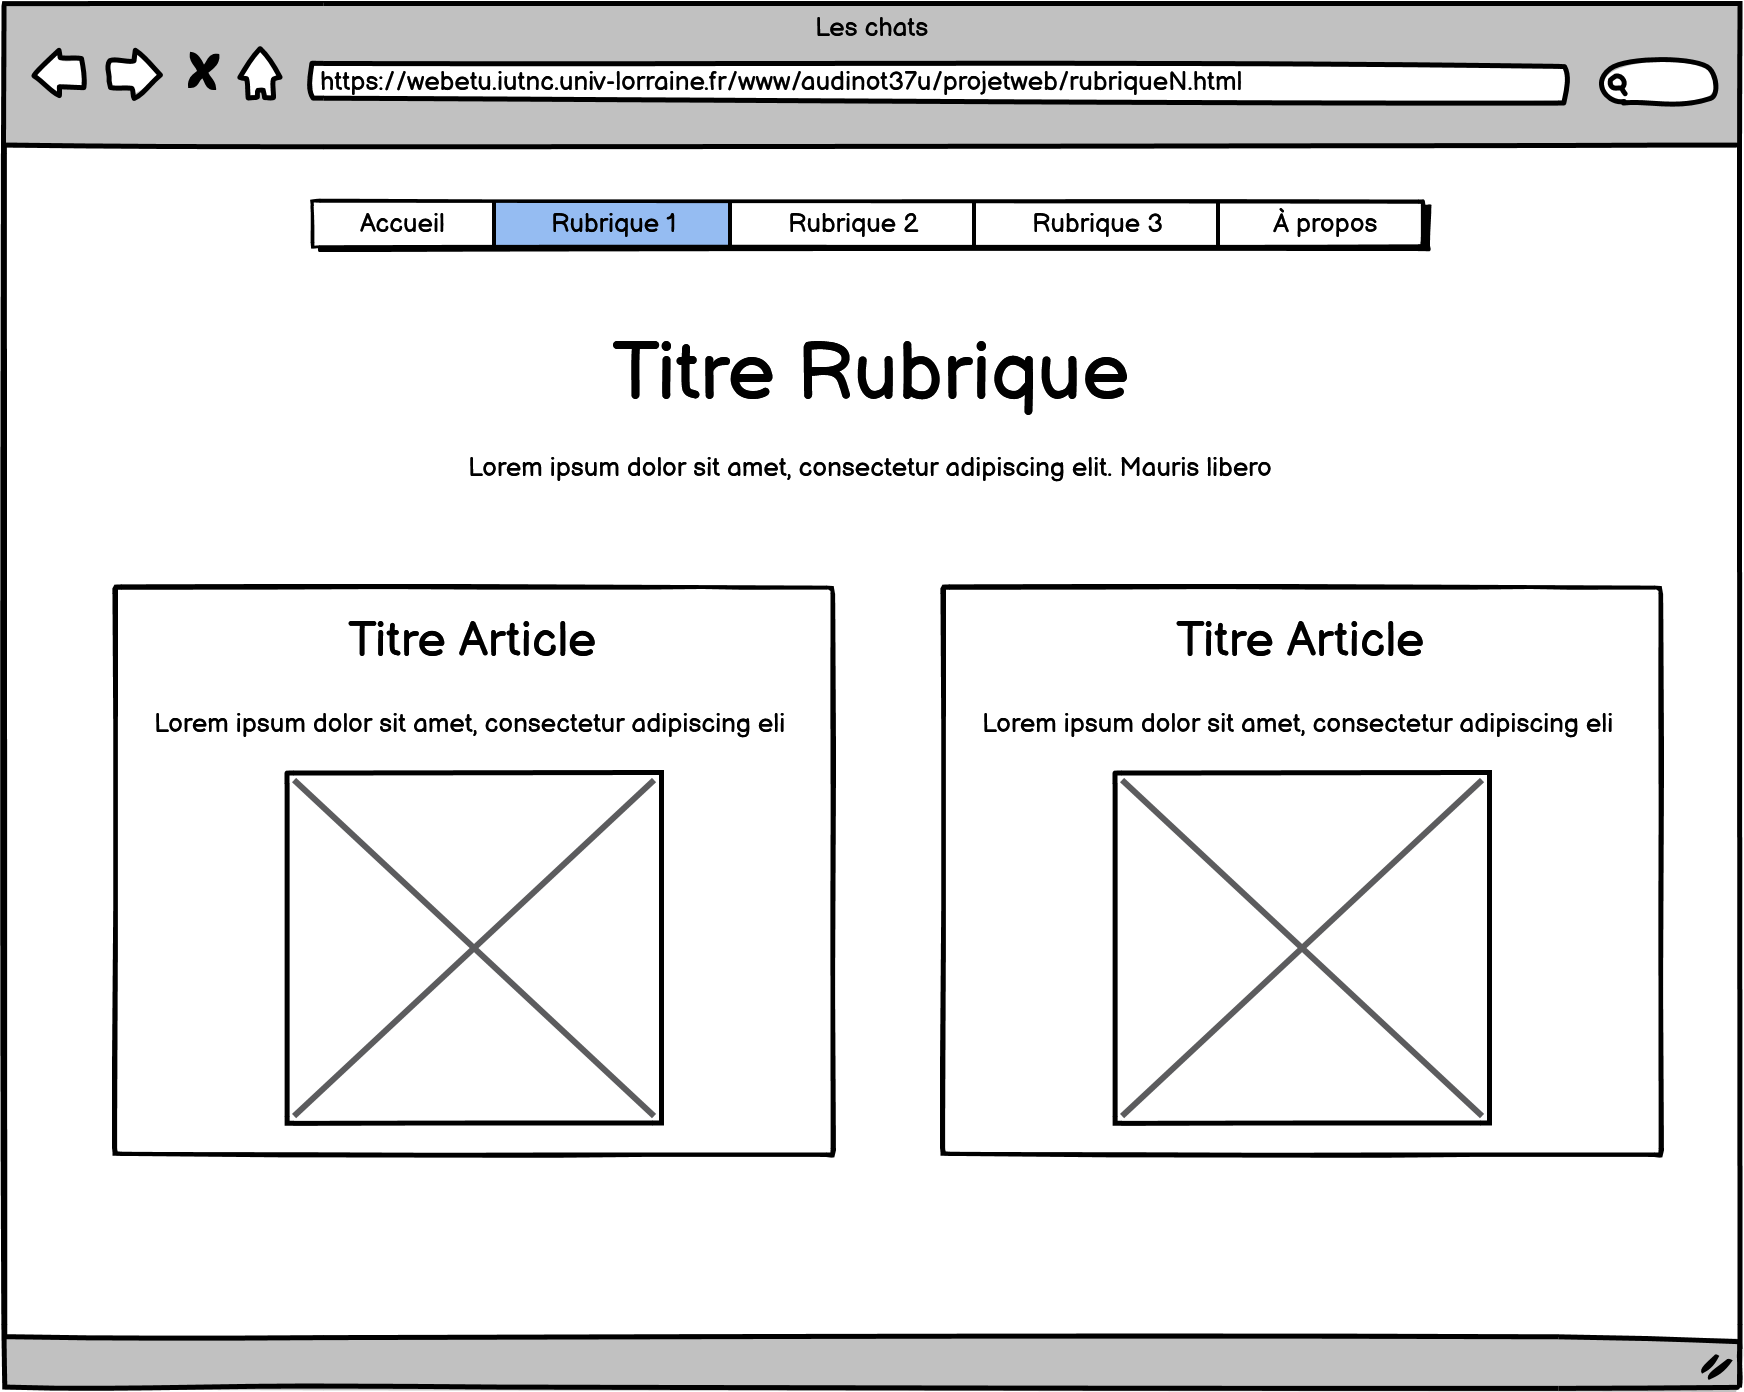 Les chats
https://webetu.iutnc.univ-lorraine.fr/www/audinot37u/projetweb/rubriqueN.html
Accueil Rubrique 1 Rubrique 2 Rubrique 3 À propos
Titre Rubrique
Lorem ipsum dolor sit amet, consectetur adipiscing elit. Mauris libero
Titre Article
Lorem ipsum dolor sit amet, consectetur adipiscing eli
Titre Article
Lorem ipsum dolor sit amet, consectetur adipiscing eli